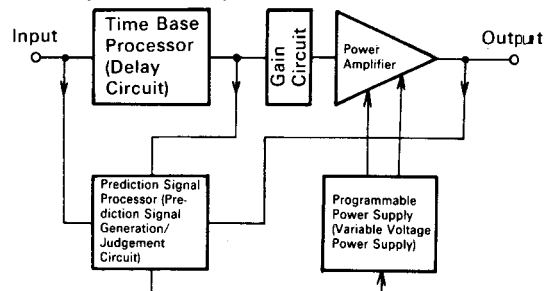 Input
Time Base
Processor
(Delay
Circuit)
Gain
Circuit
Power
Amplifier
Output
Prediction Signal
Processor (Pre-
diction Signal
Generation/
Judgement
Circuit)
Programmable
Power Supply
(Variable Voltage
Power Supply)